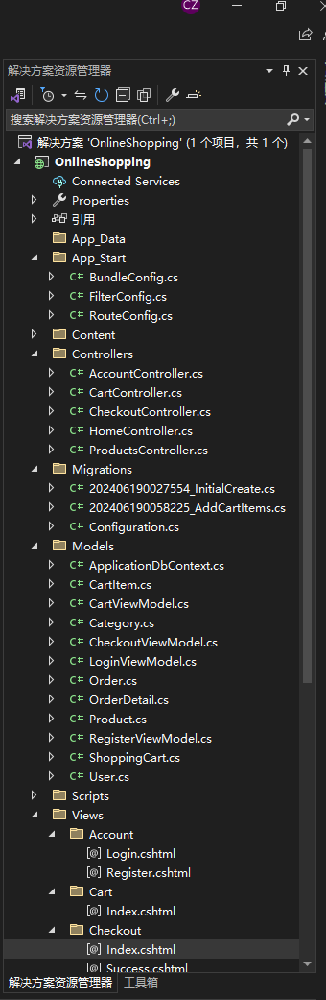 CZ
解决方案资源管理器
搜索解决方案资源管理器(Ctrl+;)
解决方案 'OnlineShopping' (1 个项目，共 1 个)
OnlineShopping
Connected Services
Properties
引用
App_Data
App_Start
C# BundleConfig.cs
C# FilterConfig.cs
C# RouteConfig.cs
Content
Controllers
C# AccountController.cs
C# CartController.cs
C# CheckoutController.cs
C# HomeController.cs
C# ProductsController.cs
Migrations
C# 202406190027554_InitialCreate.cs
C# 202406190058225_AddCartItems.cs
C# Configuration.cs
Models
C# ApplicationDbContext.cs
C# CartItem.cs
C# CartViewModel.cs
C# Category.cs
C# CheckoutViewModel.cs
C# LoginViewModel.cs
C# Order.cs
C# OrderDetail.cs
C# Product.cs
C# RegisterViewModel.cs
C# ShoppingCart.cs
C# User.cs
Scripts
Views
Account
[@] Login.cshtml
[@] Register.cshtml
Cart
[@] Index.cshtml
Checkout
[@] Index.cshtml
[@] Success.cshtml
解决方案资源管理器 工具箱